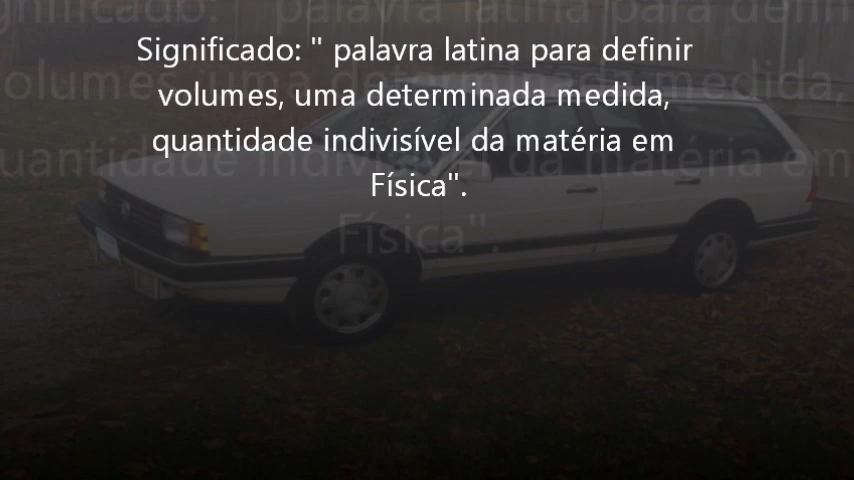 Significado: " palavra latina para definir
volumes, uma determinada medida,
quantidade indivisível da matéria em
Física".